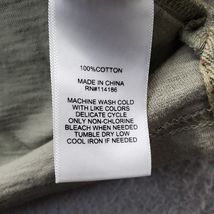 100%COTTON
MADE IN CHINA
RN#114186
MACHINE WASH COLD
WITH LIKE COLORS
DELICATE CYCLE
ONLY NON-CHLORINE
BLEACH WHEN NEEDED
TUMBLE DRY LOW
COOL IRON IF NEEDED